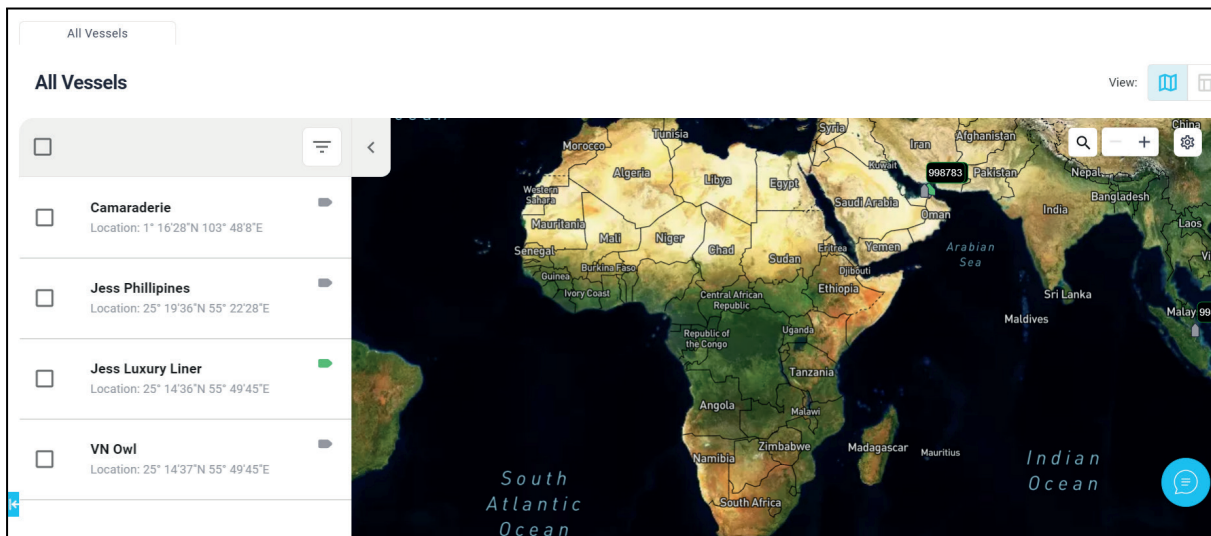 All Vessels
All Vessels
View:
Camaraderie
Location: 1° 16'28"N 103° 48'8"E
Jess Phillipines
Location: 25° 19'36"N 55° 22'28"E
Jess Luxury Liner
Location: 25° 14'36"N 55° 49'45"E
VN Owl
Location: 25° 14'37"N 55° 49'45"E
Tunisia
Syria
Afghanistan
China
Morocco
Iran
Algeria
Libya
Egypt
Kuwait
998783
Pakistan
Nepal
Western
Sahara
Saudi Arabia
Oman
India
Bangladesh
Laos
Mauritania
Mali
Niger
Chad
Sudan
Eritrea
Yemen
Arabian
Sea
Senegal
Guinea
Burkina Faso
Djibouti
Ethiopia
Ivory Coast
Central African
Republic
Sri Lanka
Maldives
Malay
99
Republic of
the Congo
Uganda
Tanzania
Angola
Malawi
Zimbabwe
Madagascar
Mauritius
Namibia
South Africa
South
Atlantic
Ocean
Indian
Ocean